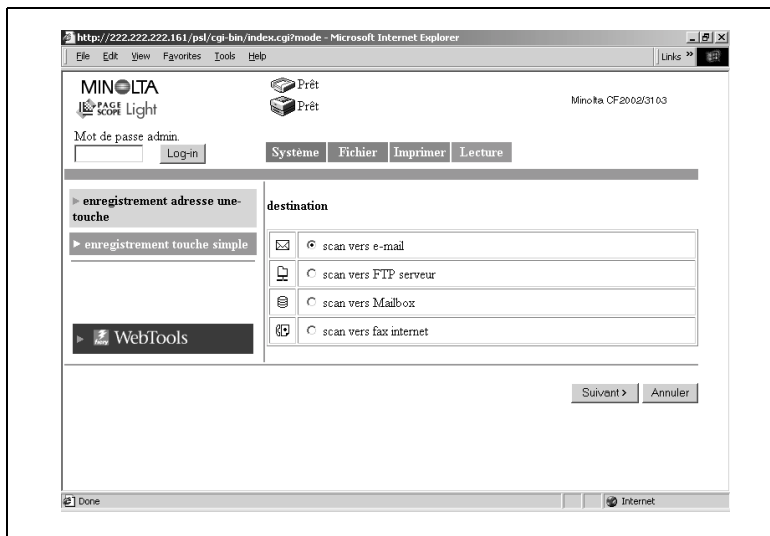 http://222.222.222.161/psl/cgi-bin/index.cgi?mode - Microsoft Internet Explorer
File Edit View Favorites Tools Help
Links »
MINOLTA
PAGE SCOPE Light
Prêt
Prêt
Minolta CF2002/3103
Mot de passe admin.
Log-in
Système Fichier Imprimer Lecture
enregistrement adresse une-
touche
enregistrement touche simple
WebTools
destination
scan vers e-mail
scan vers FTP serveur
scan vers Mailbox
scan vers fax internet
Suivant > Annuler
Done
Internet